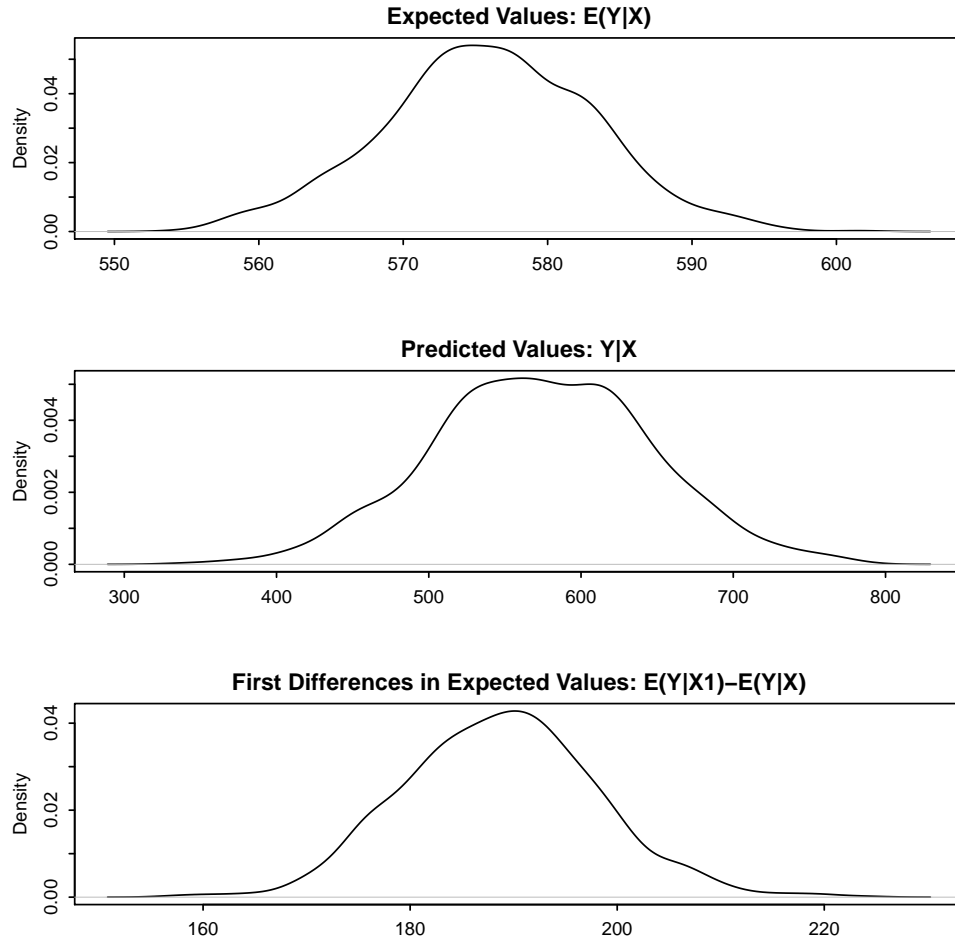 Expected Values: E(Y|X)
Density
0.00 0.02 0.04
550 560 570 580 590 600
Predicted Values: Y|X
Density
0.000 0.002 0.004
300 400 500 600 700 800
First Differences in Expected Values: E(Y|X1)−E(Y|X)
Density
0.00 0.02 0.04
160 180 200 220